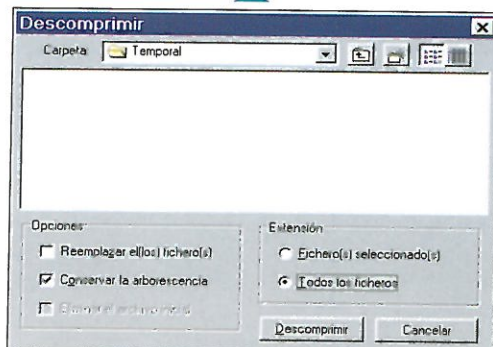 Descomprimir
Carpeta: Temporal
Opciones
Reemplazar el(los) fichero(s)
Conservar la arborescencia
Extensión
Fichero(s) seleccionado(s)
Todos los ficheros
Descomprimir Cancelar